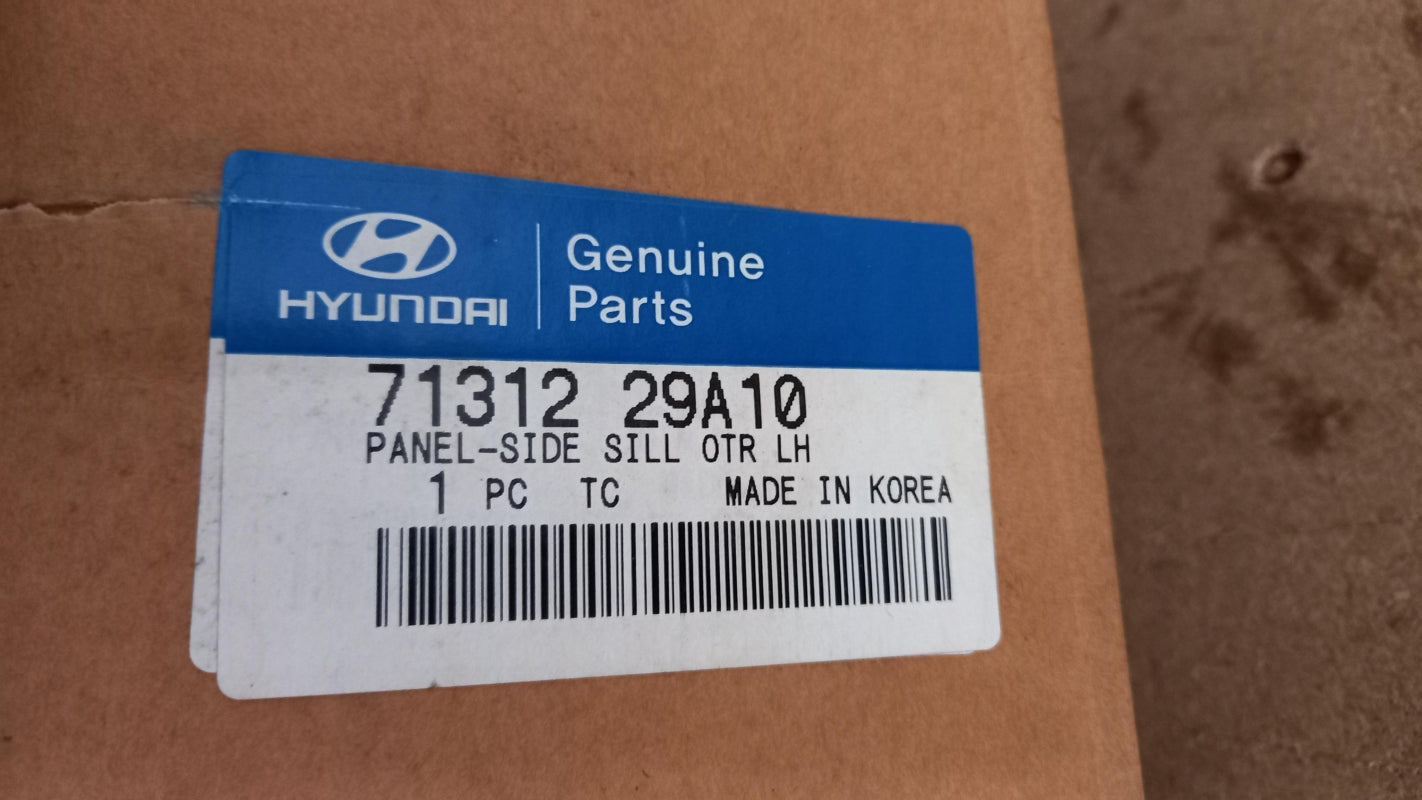 HYUNDAI
Genuine
Parts
71312 29A10
PANEL-SIDE SILL OTR LH
1 PC TC MADE IN KOREA